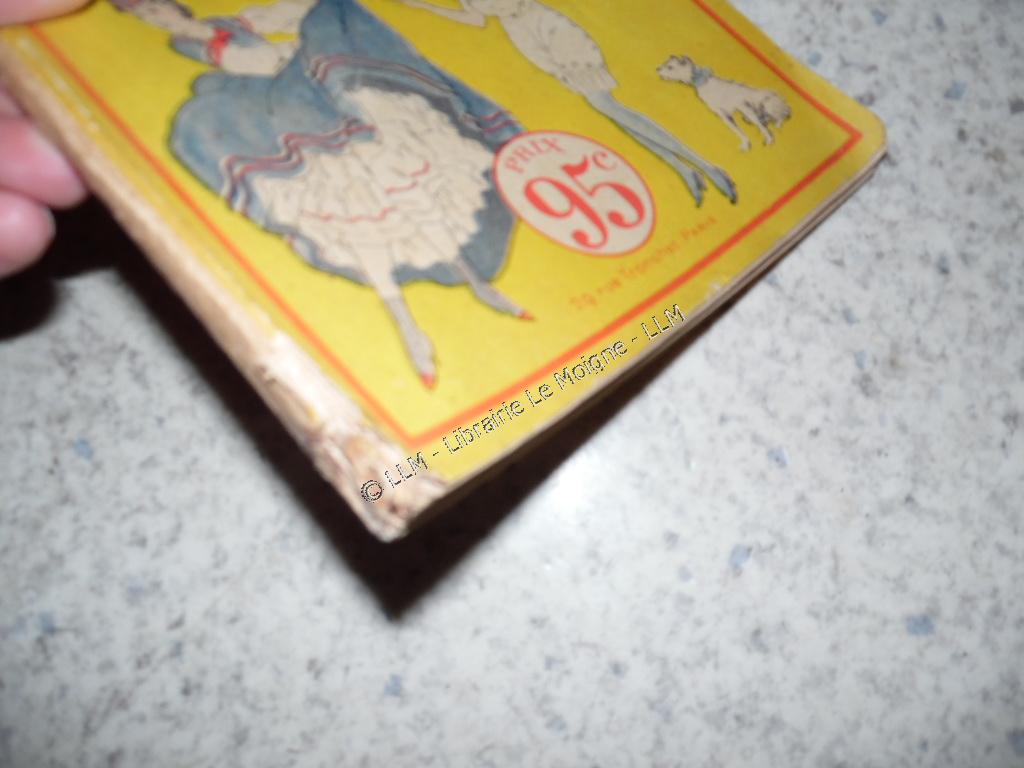 PRIX
95c
© LLM - Librairie Le Moigne - LLM